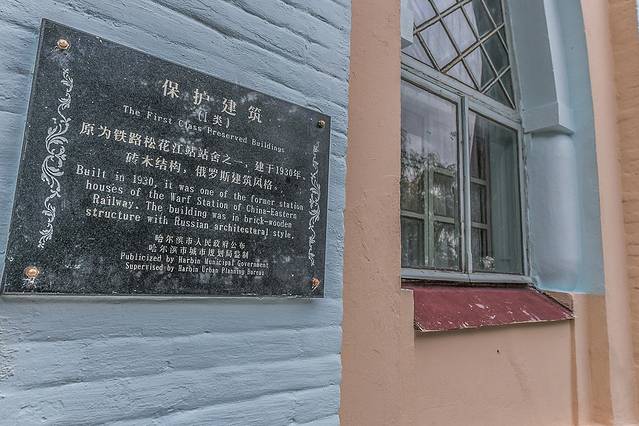 保护建筑
［Ⅰ类］
The First Class Preserved Buildings
原为铁路松花江站站舍之一，建于1930年。
砖木结构，俄罗斯建筑风格。
Built in 1930, it was one of the former station
houses of the Warf Station of China-Eastern
Railway. The building was in brick-wooden
structure with Russian architectural style.
哈尔滨市人民政府公布
哈尔滨市城市规划局监制
Publicized by Harbin Municipal Government
Supervised by Harbin Urban Planning Bureau